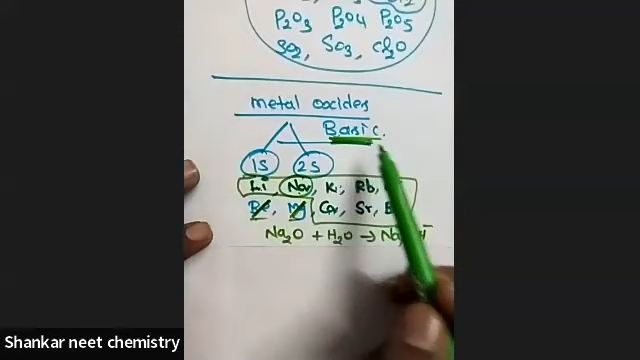 P₂O₃ P₂O₄ P₂O₅
SO₂, SO₃, Cl₂O
metal oxides
Basic.
1S 2S
Li, Na, K, Rb,
Be, Mg, Ca, Sr, B
Na₂O + H₂O → Na
Shankar neet chemistry